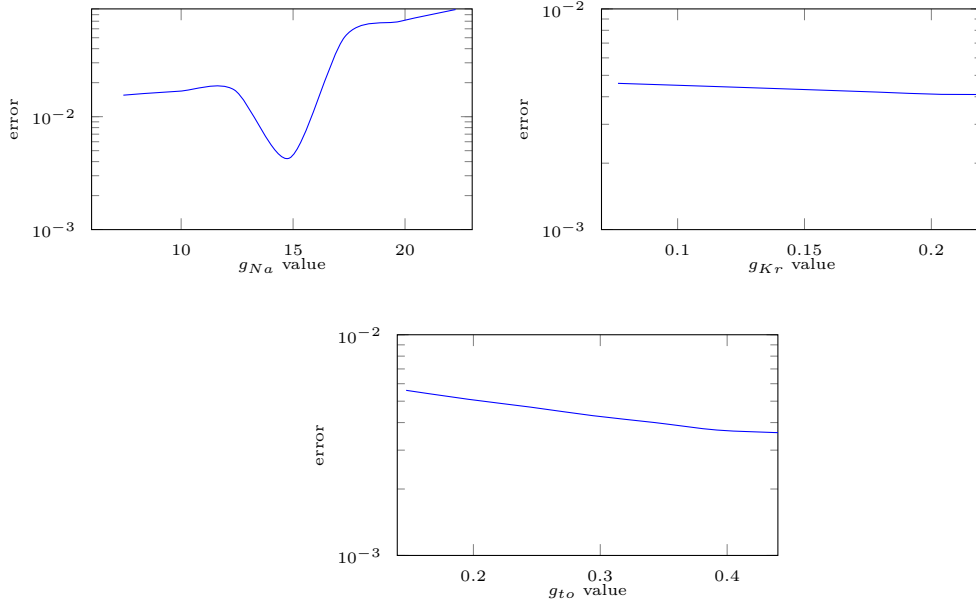 10^{-2}
10^{-3}
error
10
15
20
g_{Na} value
10^{-2}
10^{-3}
error
0.1
0.15
0.2
g_{Kr} value
10^{-2}
10^{-3}
error
0.2
0.3
0.4
g_{to} value